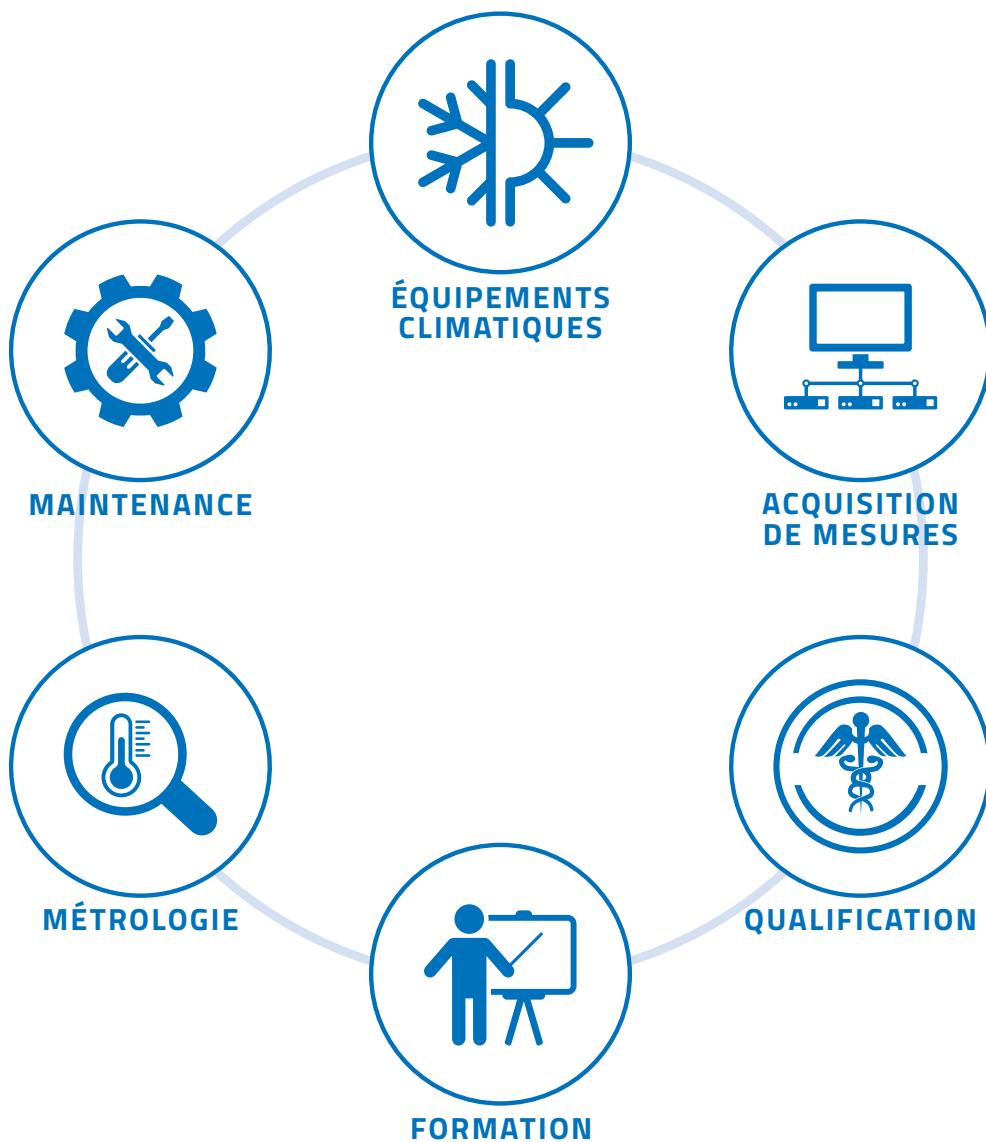 ÉQUIPEMENTS
CLIMATIQUES
MAINTENANCE
ACQUISITION
DE MESURES
MÉTROLOGIE
QUALIFICATION
FORMATION